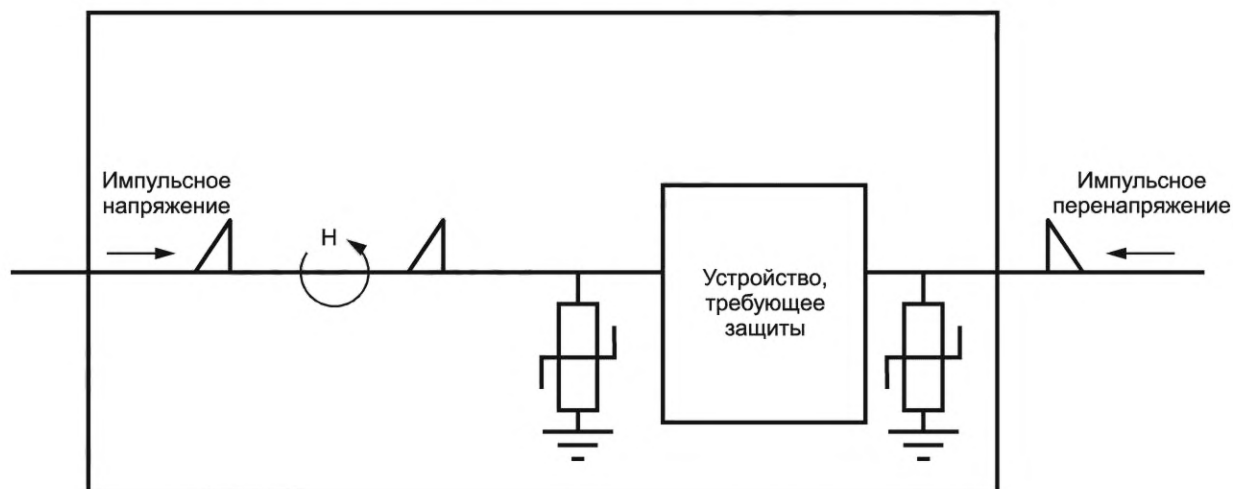 Импульсное
напряжение
H
Устройство,
требующее
защиты
Импульсное
перенапряжение